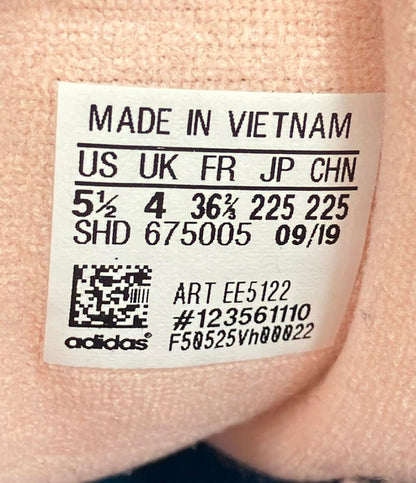 MADE IN VIETNAM
US UK FR JP CHN
5½ 4 36⅔ 225 225
SHD 675005 09/19
ART EE5122
#123561110
adidas F50525Vh00022